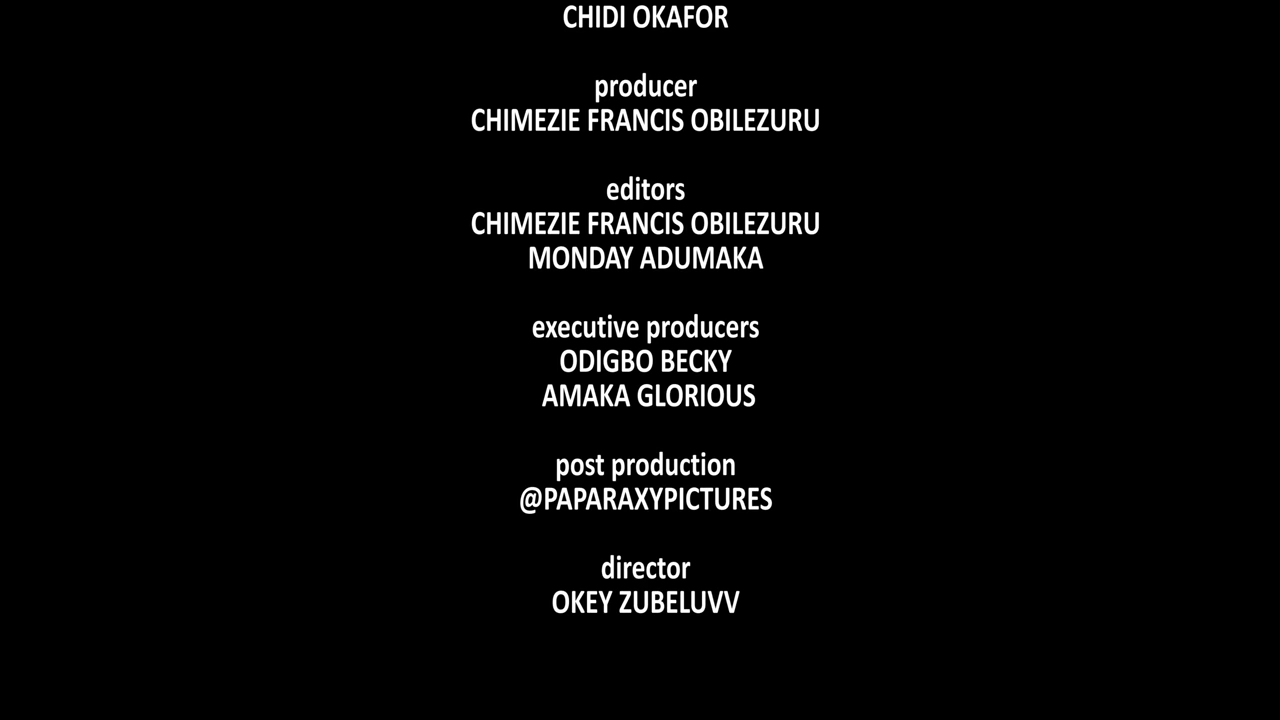 CHIDI OKAFOR
producer
CHIMEZIE FRANCIS OBILEZURU
editors
CHIMEZIE FRANCIS OBILEZURU
MONDAY ADUMAKA
executive producers
ODIGBO BECKY
AMAKA GLORIOUS
post production
@PAPARAXYPICTURES
director
OKEY ZUBELUVV